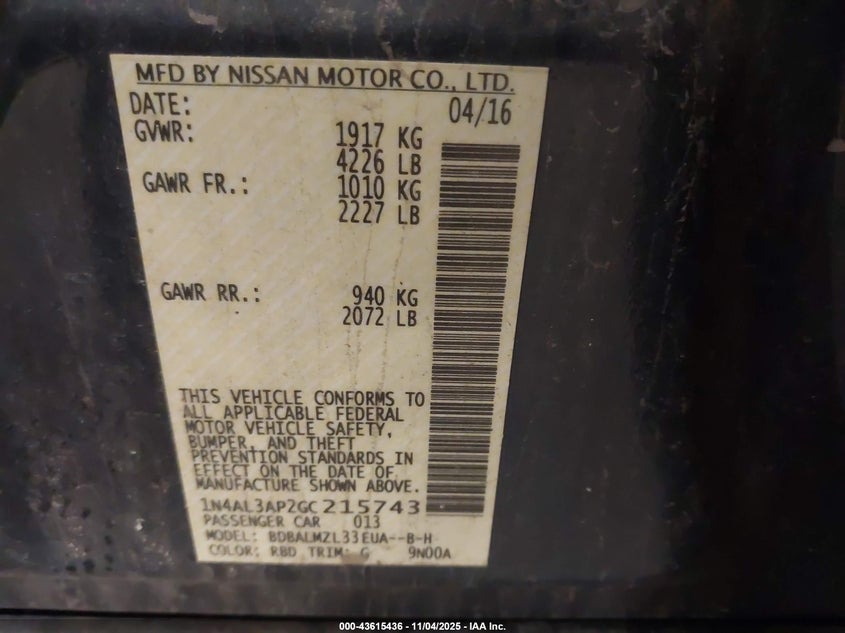 MFD BY NISSAN MOTOR CO., LTD.
DATE: 04/16
GVWR: 1917 KG
4226 LB
GAWR FR.: 1010 KG
2227 LB
GAWR RR.: 940 KG
2072 LB
THIS VEHICLE CONFORMS TO
ALL APPLICABLE FEDERAL
MOTOR VEHICLE SAFETY,
BUMPER, AND THEFT
PREVENTION STANDARDS IN
EFFECT ON THE DATE OF
MANUFACTURE SHOWN ABOVE.
1N4AL3AP2GC215743
PASSENGER CAR 013
MODEL: BDBALMZL33EUA--B-H
COLOR: RBD TRIM: G 9N00A
000-43615436 - 11/04/2025 - IAA Inc.